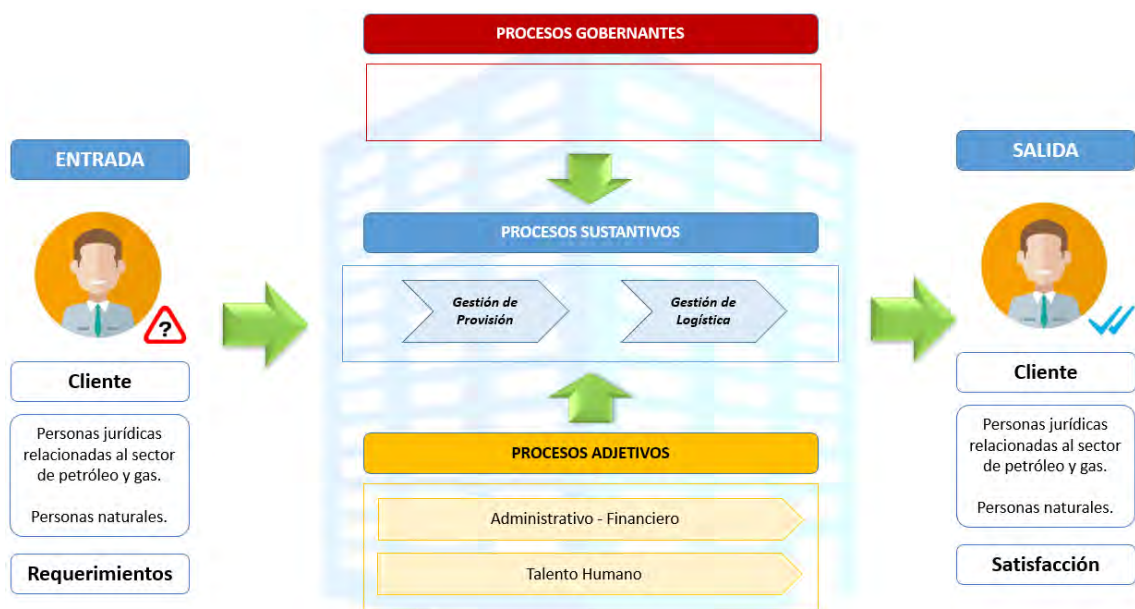 PROCESOS GOBERNANTES
ENTRADA
?
Cliente
Personas jurídicas
relacionadas al sector
de petróleo y gas.
Personas naturales.
Requerimientos
PROCESOS SUSTANTIVOS
Gestión de
Provisión
Gestión de
Logística
PROCESOS ADJETIVOS
Administrativo - Financiero
Talento Humano
SALIDA
Cliente
Personas jurídicas
relacionadas al sector
de petróleo y gas.
Personas naturales.
Satisfacción